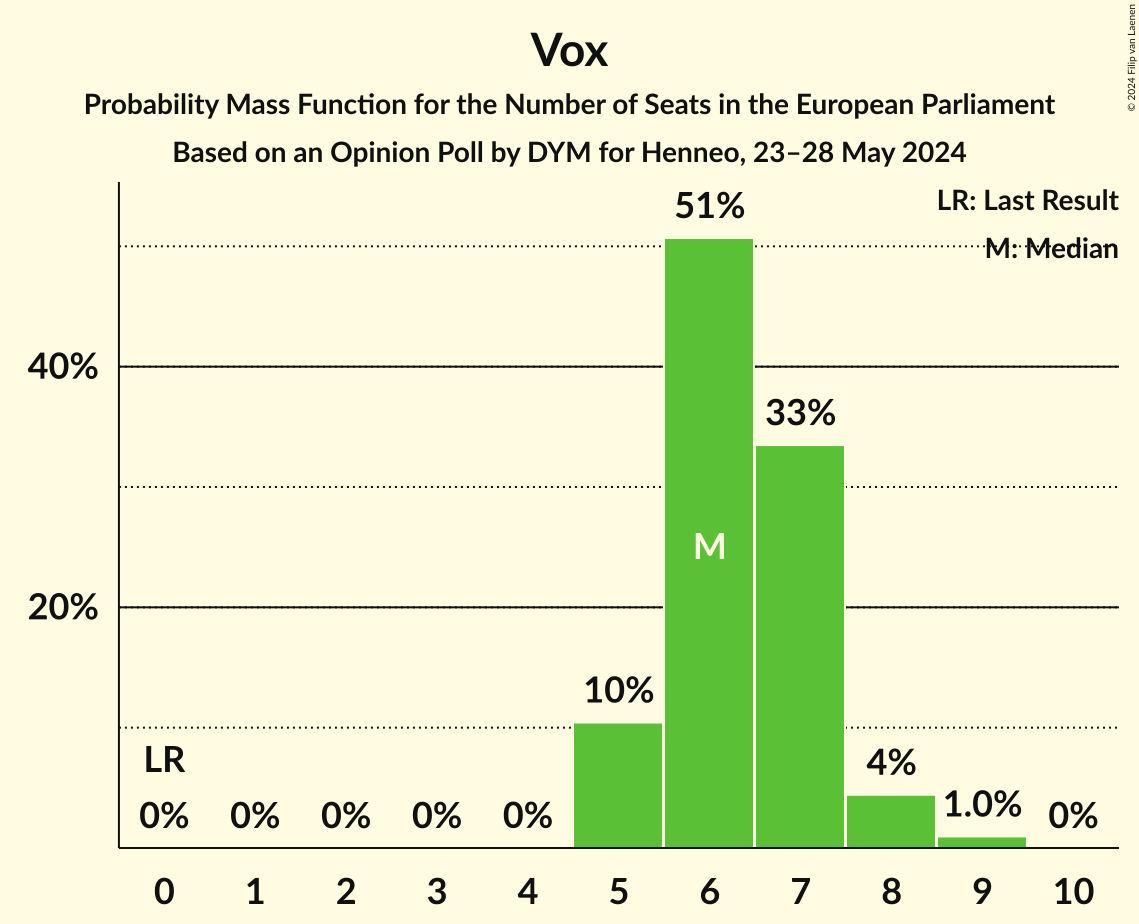 Vox
Probability Mass Function for the Number of Seats in the European Parliament
Based on an Opinion Poll by DYM for Henneo, 23–28 May 2024
© 2024 Filip van Laenen
LR: Last Result
M: Median
51%
40%
33%
M
20%
10%
LR
4%
1.0%
0% 0% 0% 0% 0% 0%
0 1 2 3 4 5 6 7 8 9 10